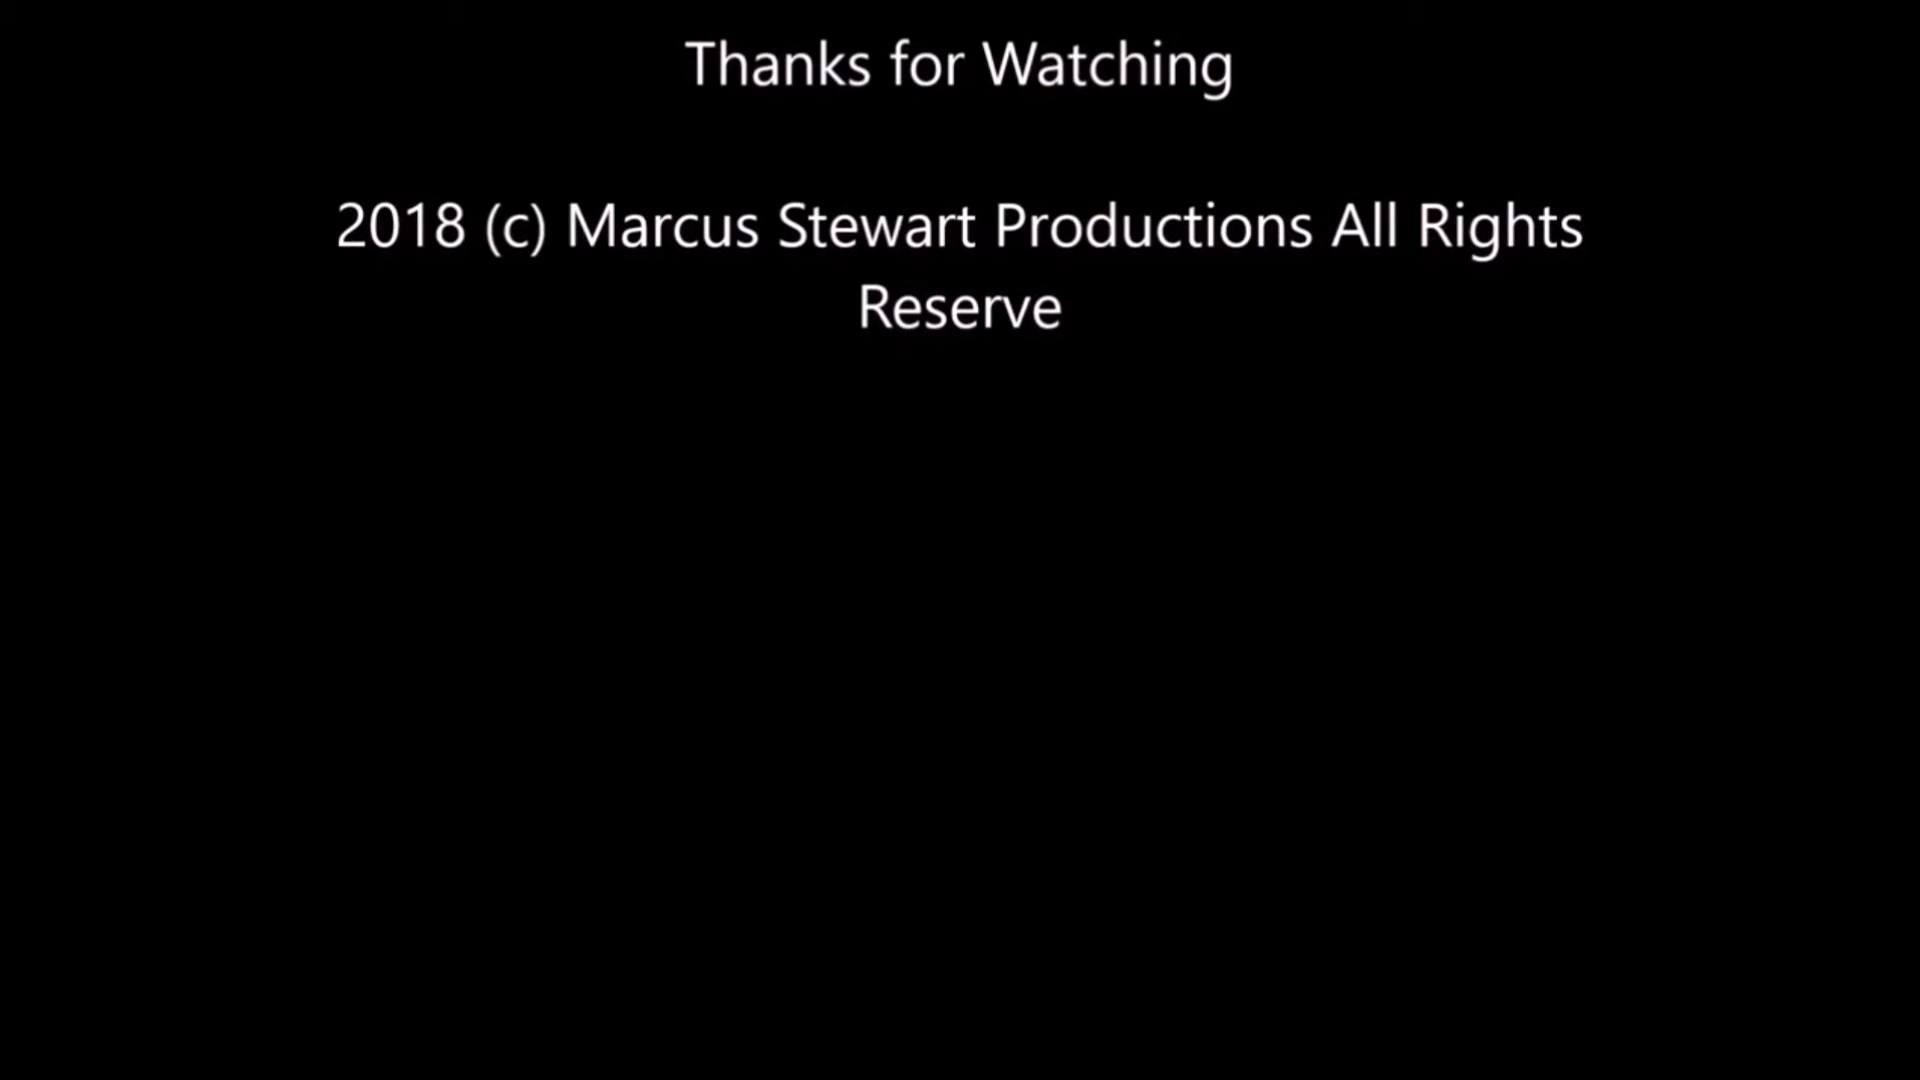 Thanks for Watching
2018 (c) Marcus Stewart Productions All Rights
Reserve